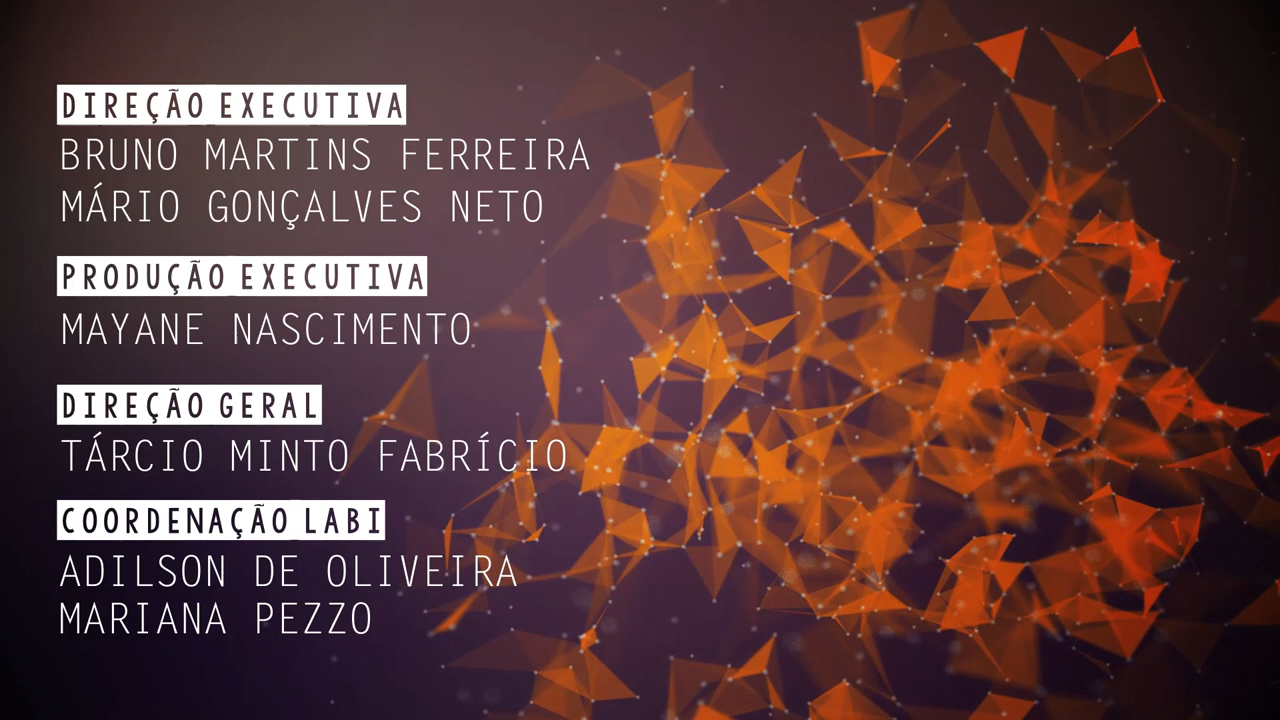 DIREÇÃO EXECUTIVA
BRUNO MARTINS FERREIRA
MÁRIO GONÇALVES NETO
PRODUÇÃO EXECUTIVA
MAYANE NASCIMENTO
DIREÇÃO GERAL
TÁRCIO MINTO FABRÍCIO
COORDENAÇÃO LABI
ADILSON DE OLIVEIRA
MARIANA PEZZO